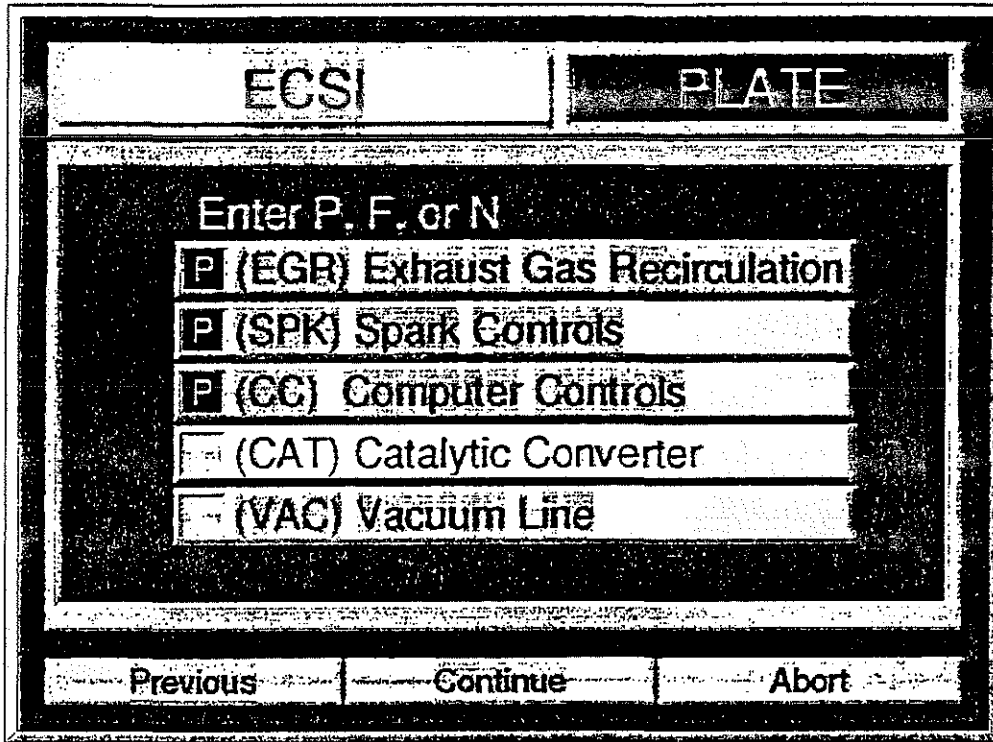 ECSI PLATE
Enter P. F. or N
P (EGR) Exhaust Gas Recirculation
P (SPK) Spark Controls
P (CC) Computer Controls
(CAT) Catalytic Converter
(VAC) Vacuum Line
Previous Continue Abort